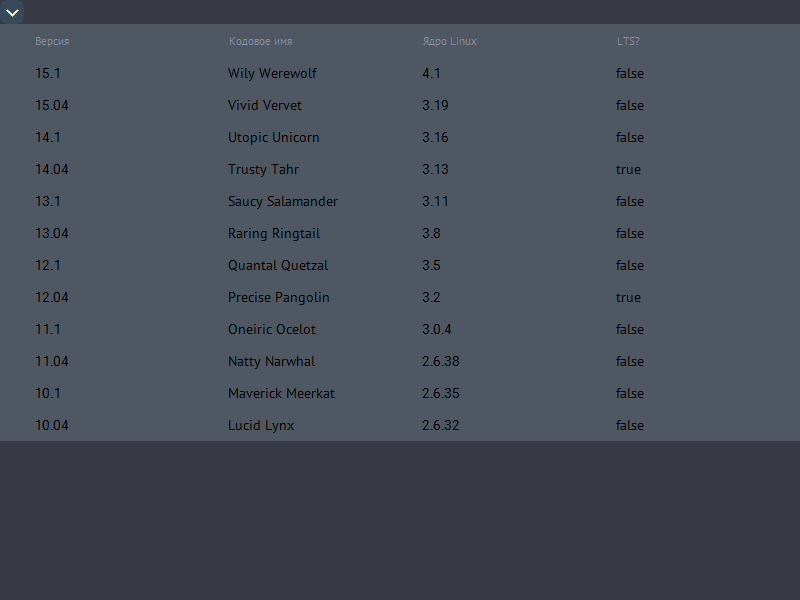 Версия Кодовое имя Ядро Linux LTS?
15.1 Wily Werewolf 4.1 false
15.04 Vivid Vervet 3.19 false
14.1 Utopic Unicorn 3.16 false
14.04 Trusty Tahr 3.13 true
13.1 Saucy Salamander 3.11 false
13.04 Raring Ringtail 3.8 false
12.1 Quantal Quetzal 3.5 false
12.04 Precise Pangolin 3.2 true
11.1 Oneiric Ocelot 3.0.4 false
11.04 Natty Narwhal 2.6.38 false
10.1 Maverick Meerkat 2.6.35 false
10.04 Lucid Lynx 2.6.32 false